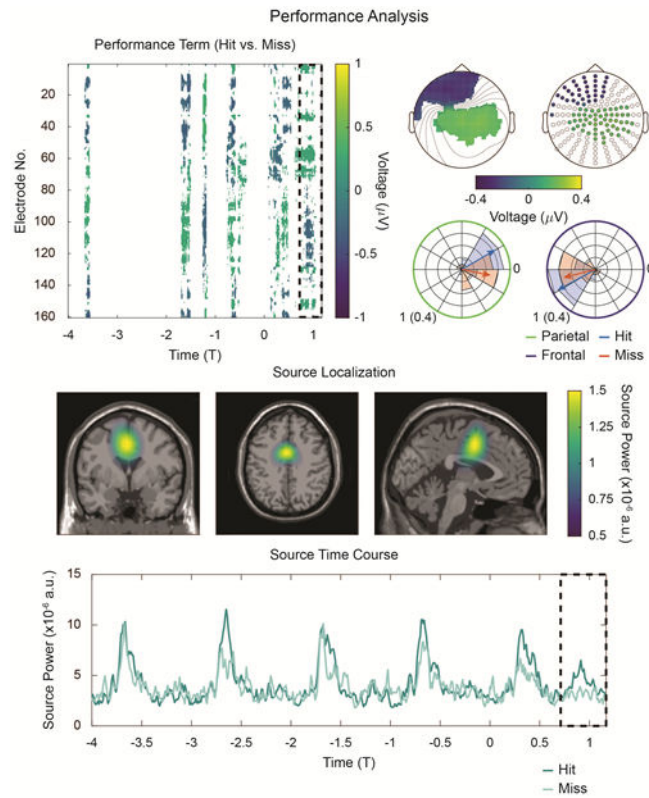 Performance Analysis
Performance Term (Hit vs. Miss)
Electrode No.
20
40
60
80
100
120
140
160
-4
-3
-2
-1
0
1
Time (T)
1
0.5
0
-0.5
-1
Voltage (μV)
-0.4
0
0.4
Voltage (μV)
0
0
1 (0.4)
1 (0.4)
Parietal
Hit
Frontal
Miss
Source Localization
1.5
1.25
1
0.75
0.5
Source Power (x10⁻⁶ a.u.)
Source Time Course
Source Power (x10⁻⁶ a.u.)
15
10
5
0
-4
-3.5
-3
-2.5
-2
-1.5
-1
-0.5
0
0.5
1
Time (T)
Hit
Miss